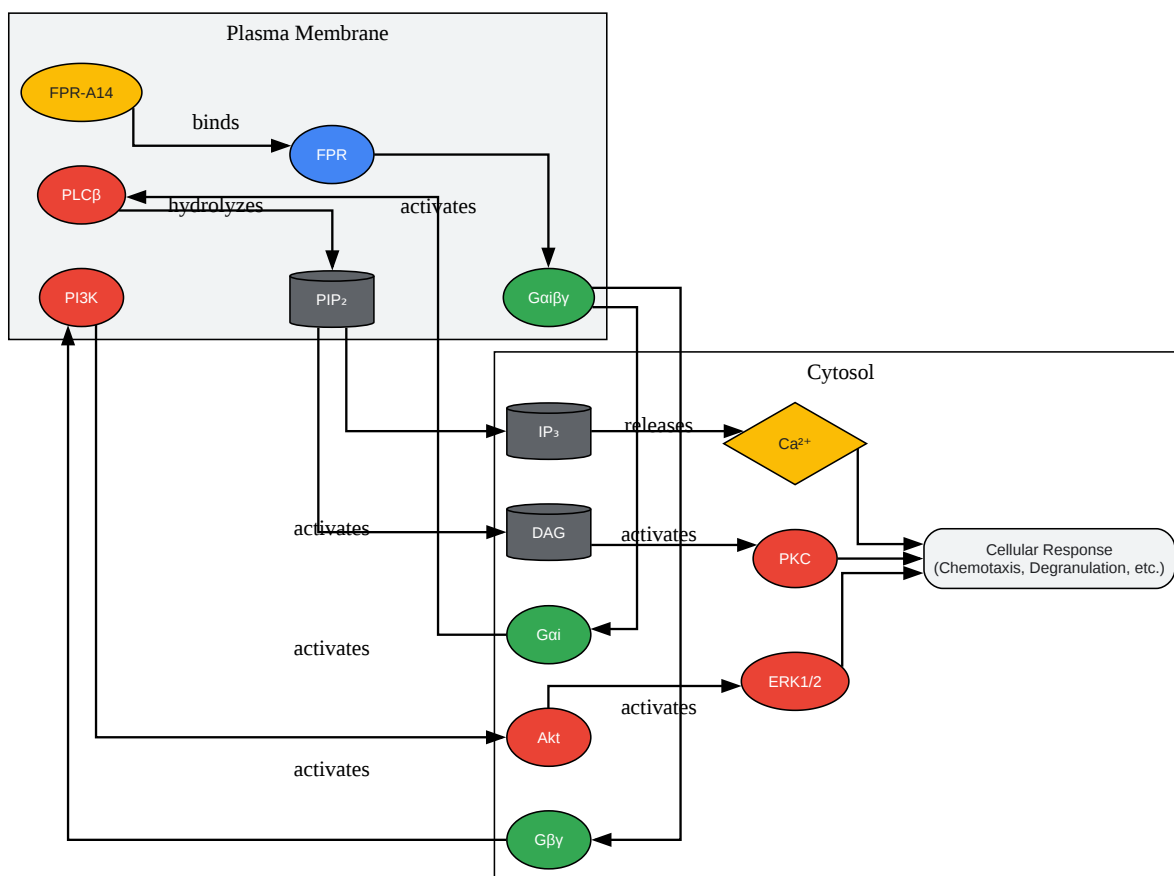 Plasma Membrane
FPR-A14
binds
FPR
PLCβ
hydrolyzes
activates
PI3K
PIP₂
Gαiβγ
Cytosol
IP₃
releases
Ca²⁺
activates
DAG
activates
PKC
Cellular Response
(Chemotaxis, Degranulation, etc.)
Gαi
activates
ERK1/2
activates
Akt
activates
Gβγ